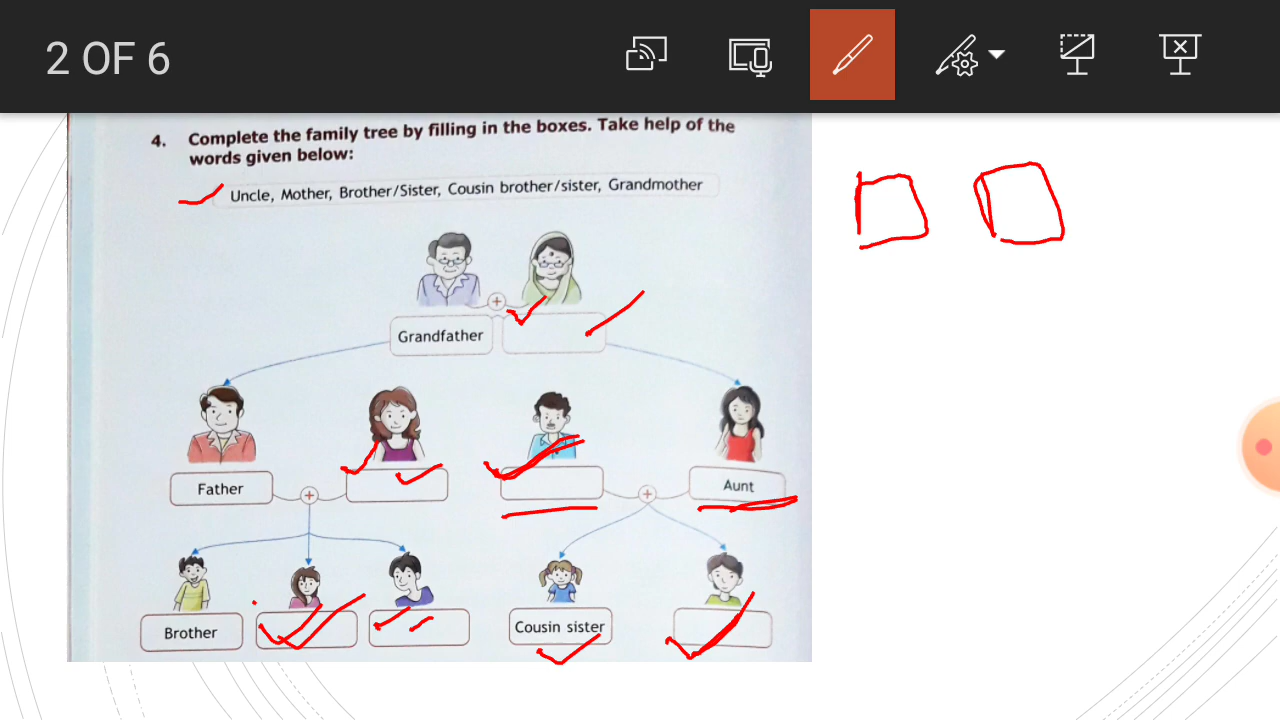 2 OF 6
4. Complete the family tree by filling in the boxes. Take help of the
words given below:
Uncle, Mother, Brother/Sister, Cousin brother/sister, Grandmother
Grandfather
Father
Aunt
Brother
Cousin sister